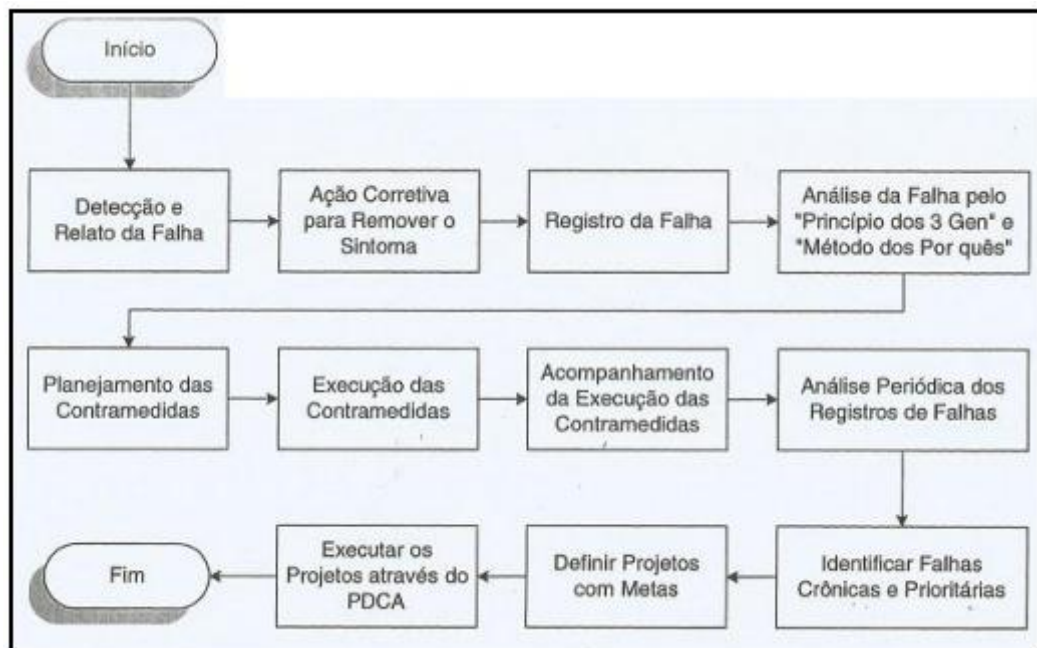 Início
Detecção e
Relato da Falha
Ação Corretiva
para Remover o
Sintoma
Registro da Falha
Análise da Falha pelo
"Princípio dos 3 Gen" e
"Método dos Por quês"
Planejamento das
Contramedidas
Execução das
Contramedidas
Acompanhamento
da Execução das
Contramedidas
Análise Periódica dos
Registros de Falhas
Identificar Falhas
Crônicas e Prioritárias
Definir Projetos
com Metas
Executar os
Projetos através do
PDCA
Fim